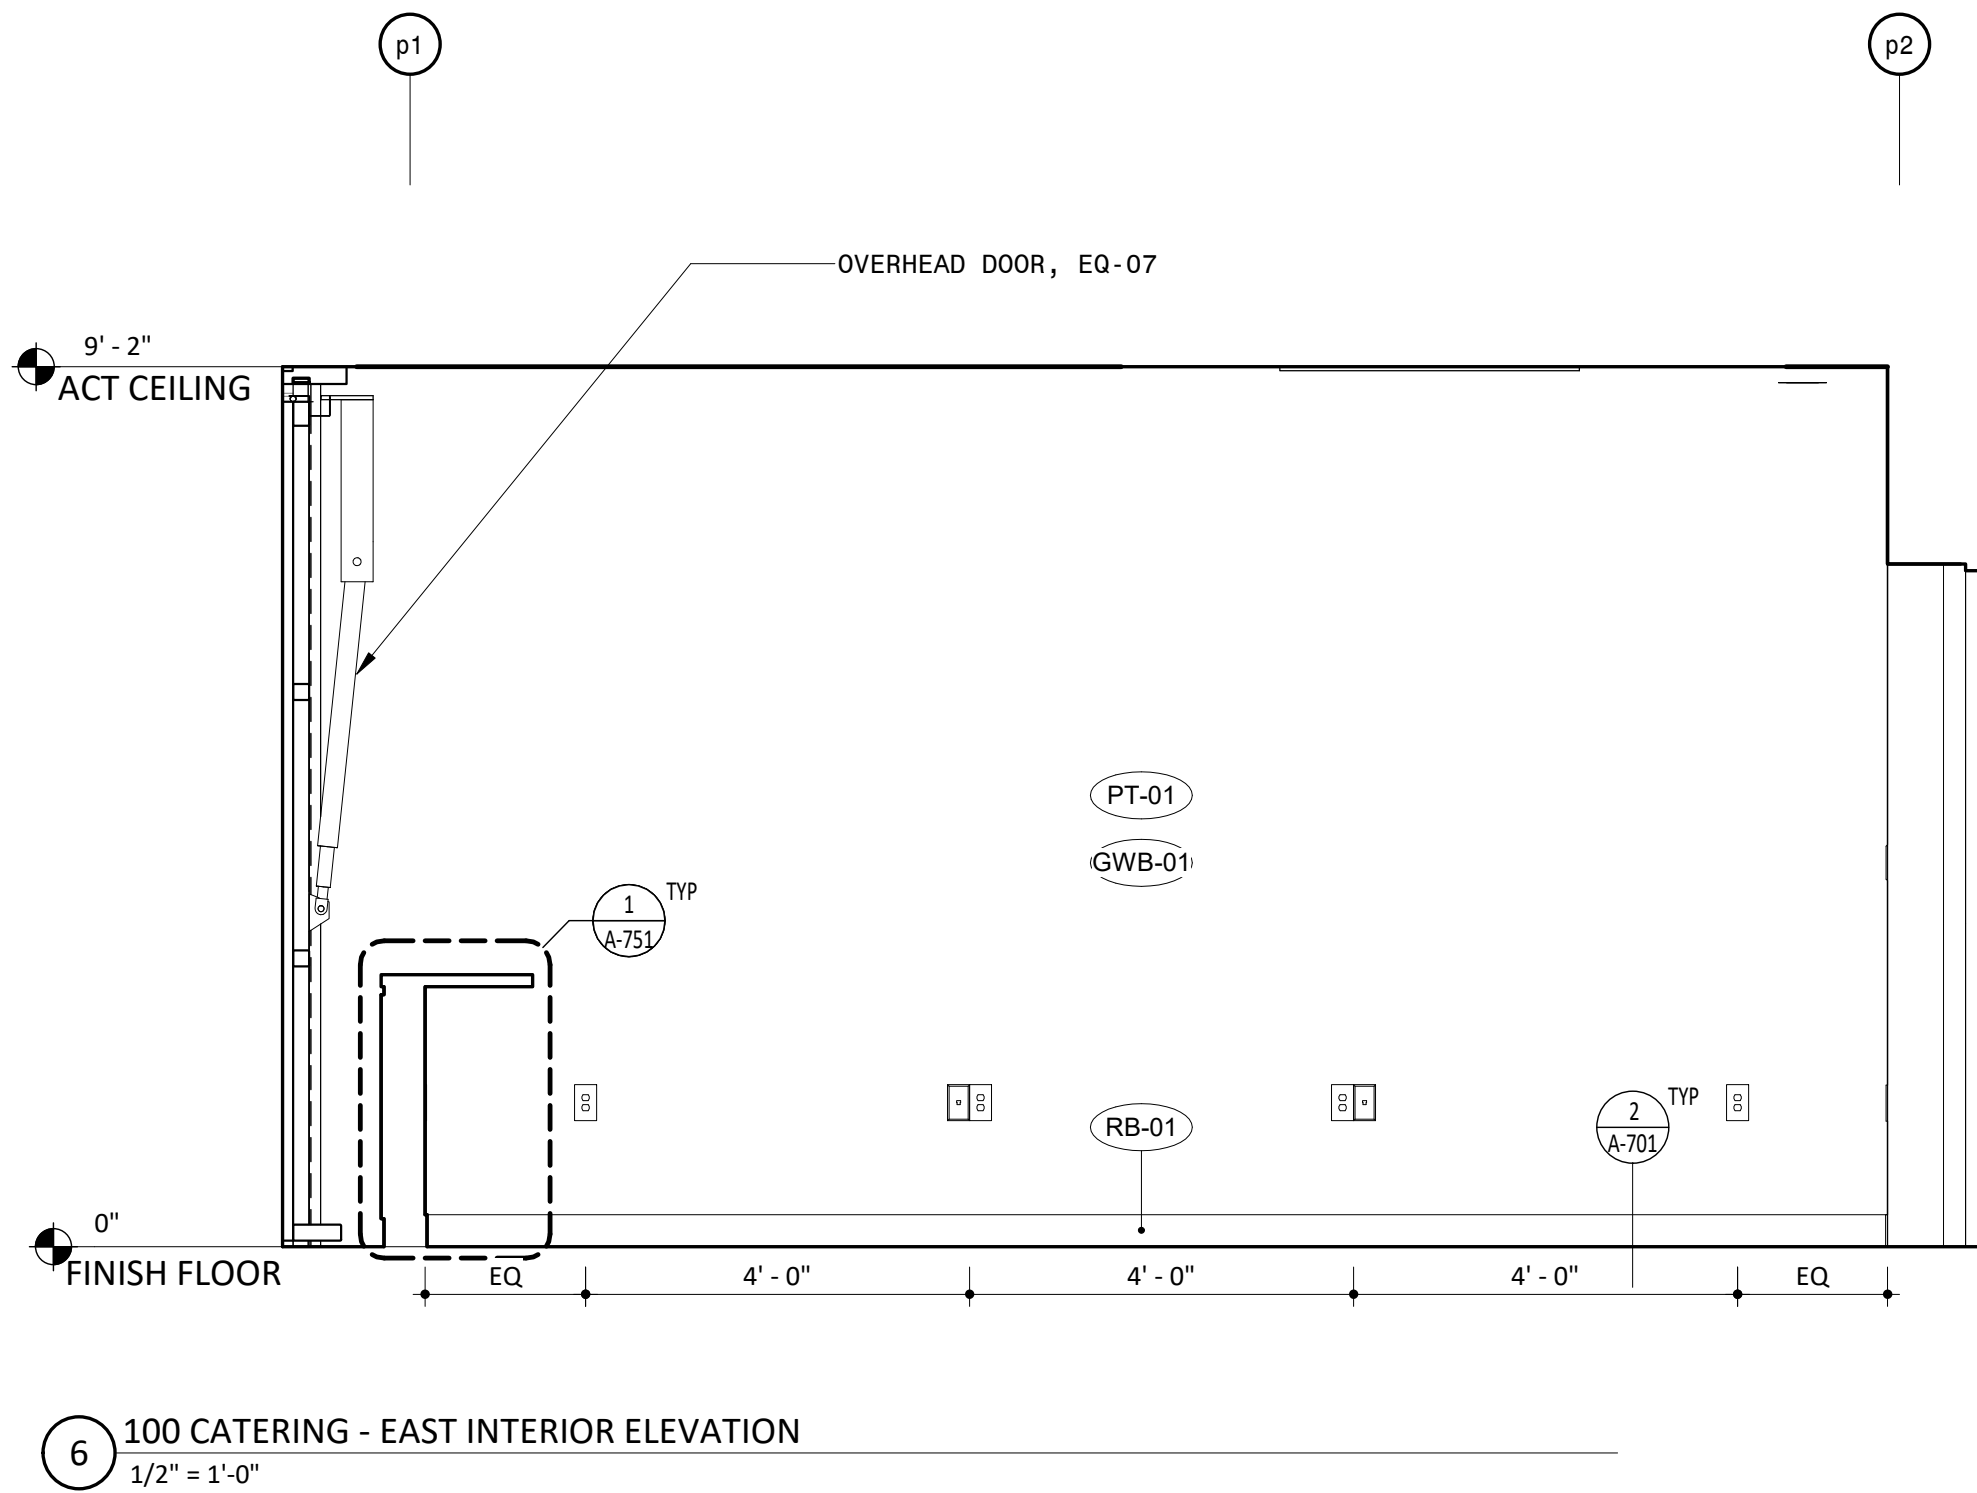 p1
p2
OVERHEAD DOOR, EQ-07
9' - 2"
ACT CEILING
PT-01
GWB-01
1
A-751
TYP
RB-01
2
A-701
TYP
0"
FINISH FLOOR
EQ
4' - 0"
4' - 0"
4' - 0"
EQ
6
100 CATERING - EAST INTERIOR ELEVATION
1/2" = 1'-0"